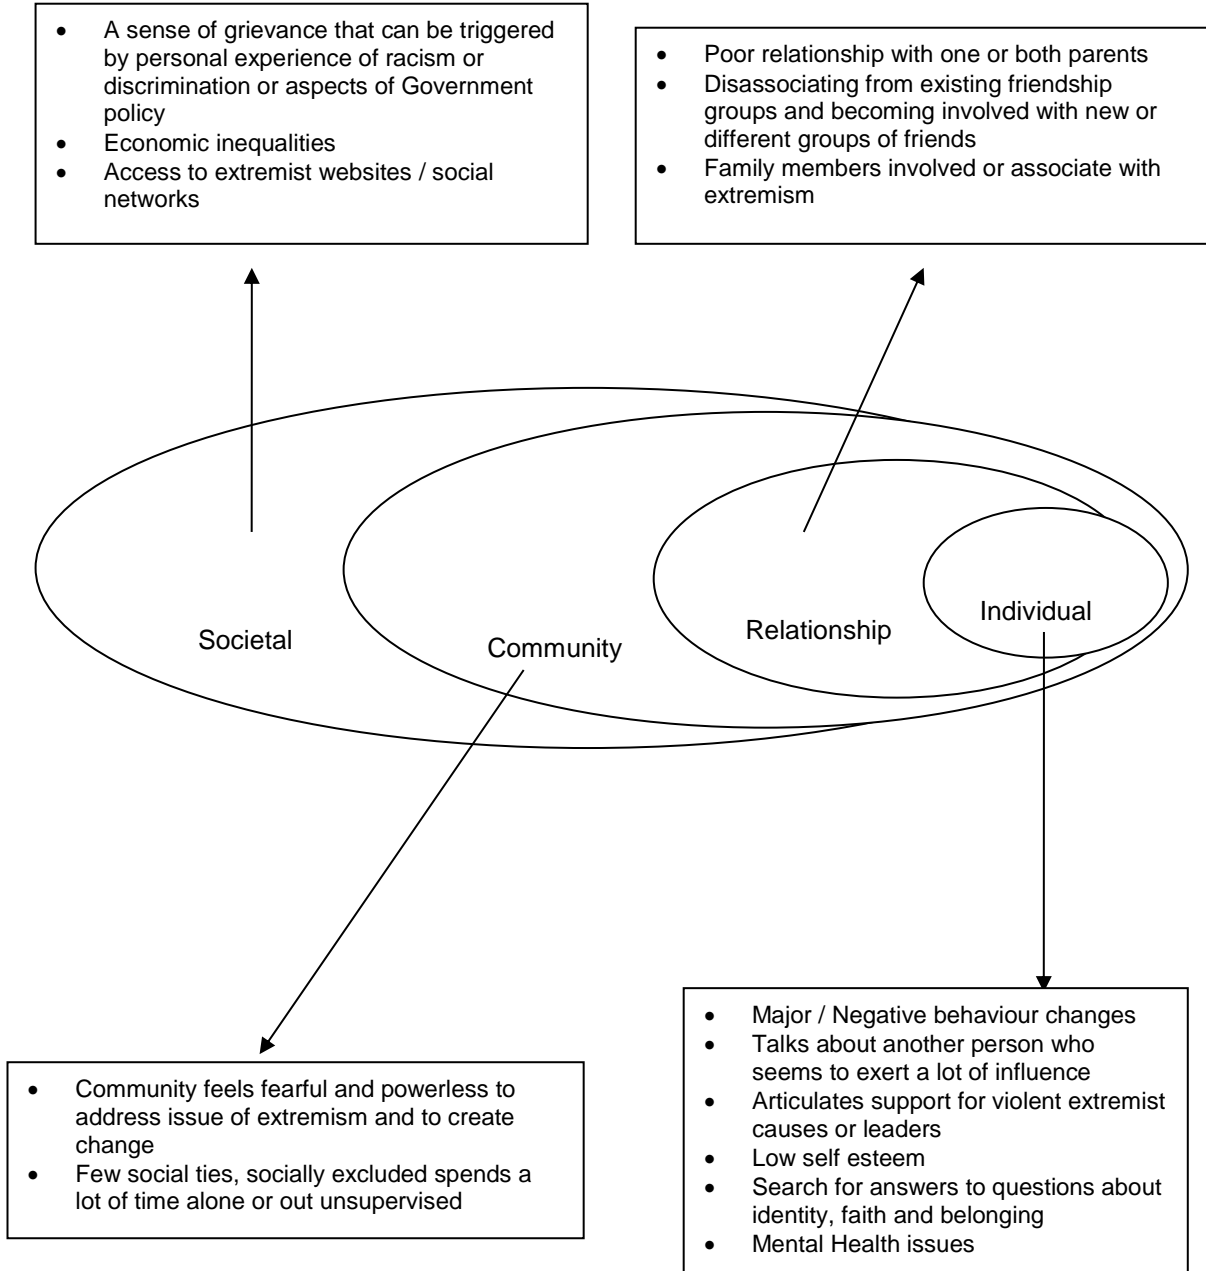 • A sense of grievance that can be triggered
by personal experience of racism or
discrimination or aspects of Government
policy
• Economic inequalities
• Access to extremist websites / social
networks
• Poor relationship with one or both parents
• Disassociating from existing friendship
groups and becoming involved with new or
different groups of friends
• Family members involved or associate with
extremism
Societal
Community
Relationship
Individual
• Community feels fearful and powerless to
address issue of extremism and to create
change
• Few social ties, socially excluded spends a
lot of time alone or out unsupervised
• Major / Negative behaviour changes
• Talks about another person who
seems to exert a lot of influence
• Articulates support for violent extremist
causes or leaders
• Low self esteem
• Search for answers to questions about
identity, faith and belonging
• Mental Health issues